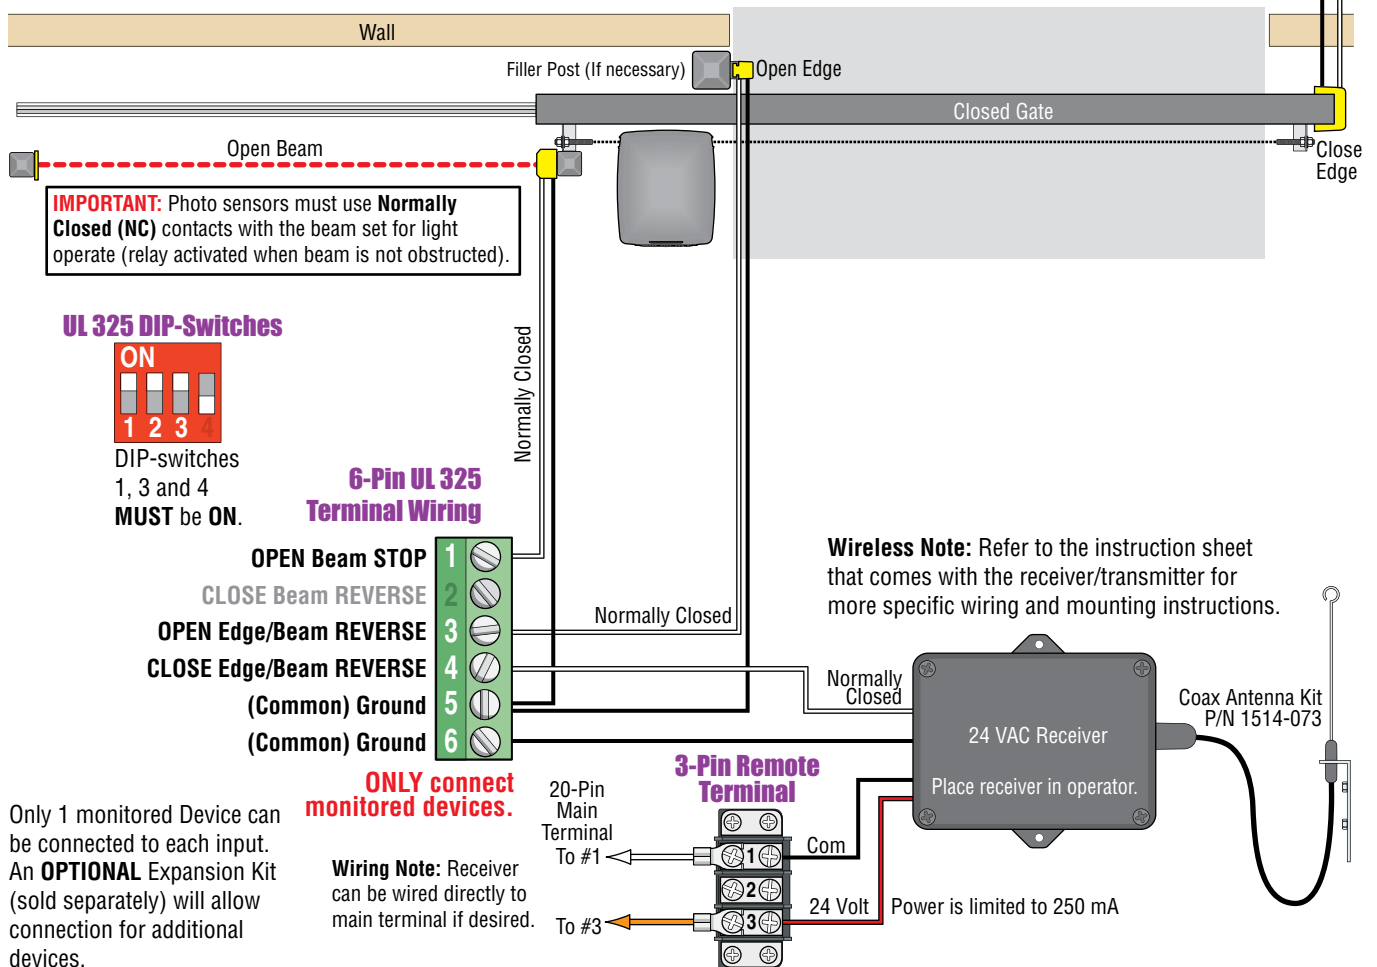 Wall
Filler Post (If necessary)
Open Edge
Closed Gate
Open Beam
Close
Edge
IMPORTANT: Photo sensors must use Normally
Closed (NC) contacts with the beam set for light
operate (relay activated when beam is not obstructed).
UL 325 DIP-Switches
ON
1 2 3 4
DIP-switches
1, 3 and 4
MUST be ON.
Normally Closed
6-Pin UL 325
Terminal Wiring
OPEN Beam STOP 1
CLOSE Beam REVERSE 2
OPEN Edge/Beam REVERSE 3
CLOSE Edge/Beam REVERSE 4
(Common) Ground 5
(Common) Ground 6
Normally Closed
Normally
Closed
ONLY connect
monitored devices.
Wireless Note: Refer to the instruction sheet
that comes with the receiver/transmitter for
more specific wiring and mounting instructions.
24 VAC Receiver
Place receiver in operator.
Coax Antenna Kit
P/N 1514-073
Only 1 monitored Device can
be connected to each input.
An OPTIONAL Expansion Kit
(sold separately) will allow
connection for additional
devices.
Wiring Note: Receiver
can be wired directly to
main terminal if desired.
3-Pin Remote
Terminal
20-Pin
Main
Terminal
To #1
1
Com
2
To #3
3
24 Volt
Power is limited to 250 mA